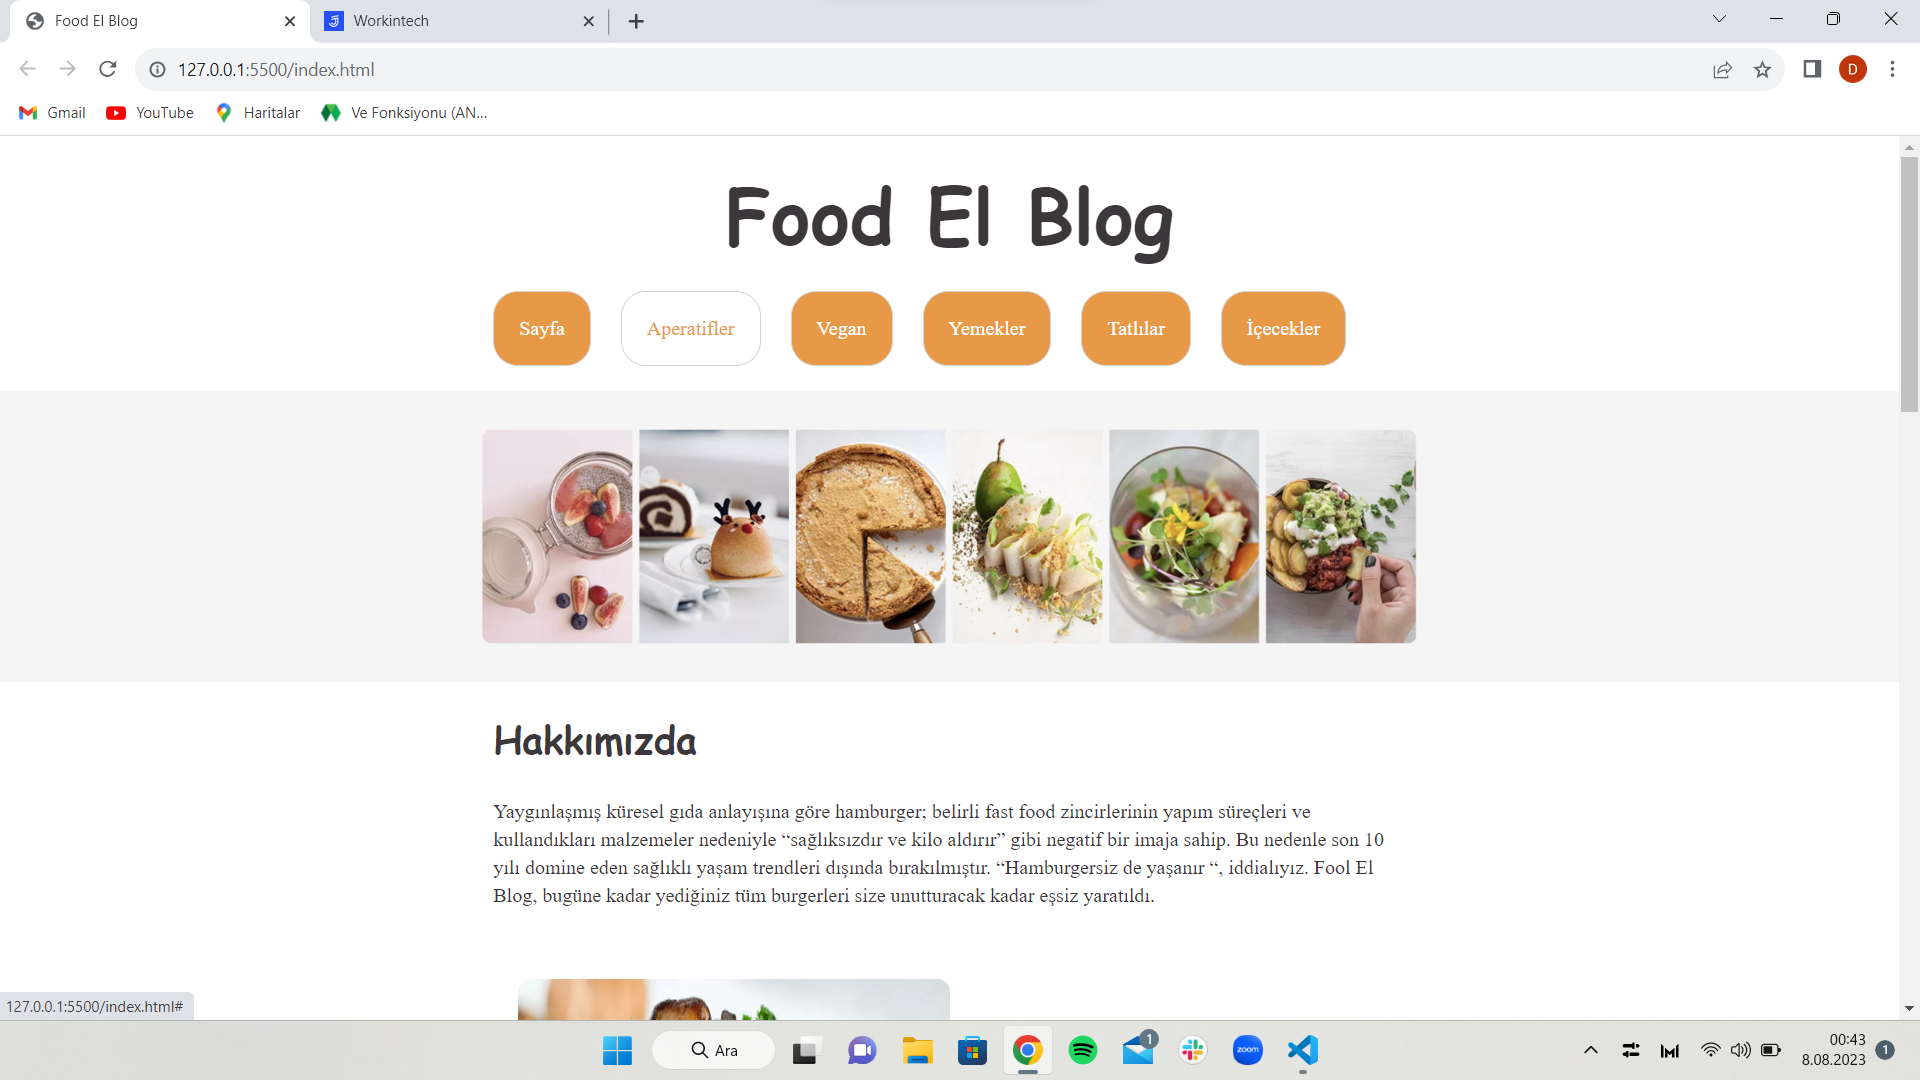 Food El Blog
Workintech
127.0.0.1:5500/index.html
D
Gmail
YouTube
Haritalar
Ve Fonksiyonu (AN...
Food El Blog
Sayfa
Aperatifler
Vegan
Yemekler
Tatlılar
İçecekler
Hakkımızda
Yaygınlaşmış küresel gıda anlayışına göre hamburger; belirli fast food zincirlerinin yapım süreçleri ve
kullandıkları malzemeler nedeniyle “sağlıksızdır ve kilo aldırır” gibi negatif bir imaja sahip. Bu nedenle son 10
yılı domine eden sağlıklı yaşam trendleri dışında bırakılmıştır. “Hamburgersiz de yaşanır “, iddialıyız. Fool El
Blog, bugüne kadar yediğiniz tüm burgerleri size unutturacak kadar eşsiz yaratıldı.
127.0.0.1:5500/index.html#
Ara
1
zoom
00:43
8.08.2023
1